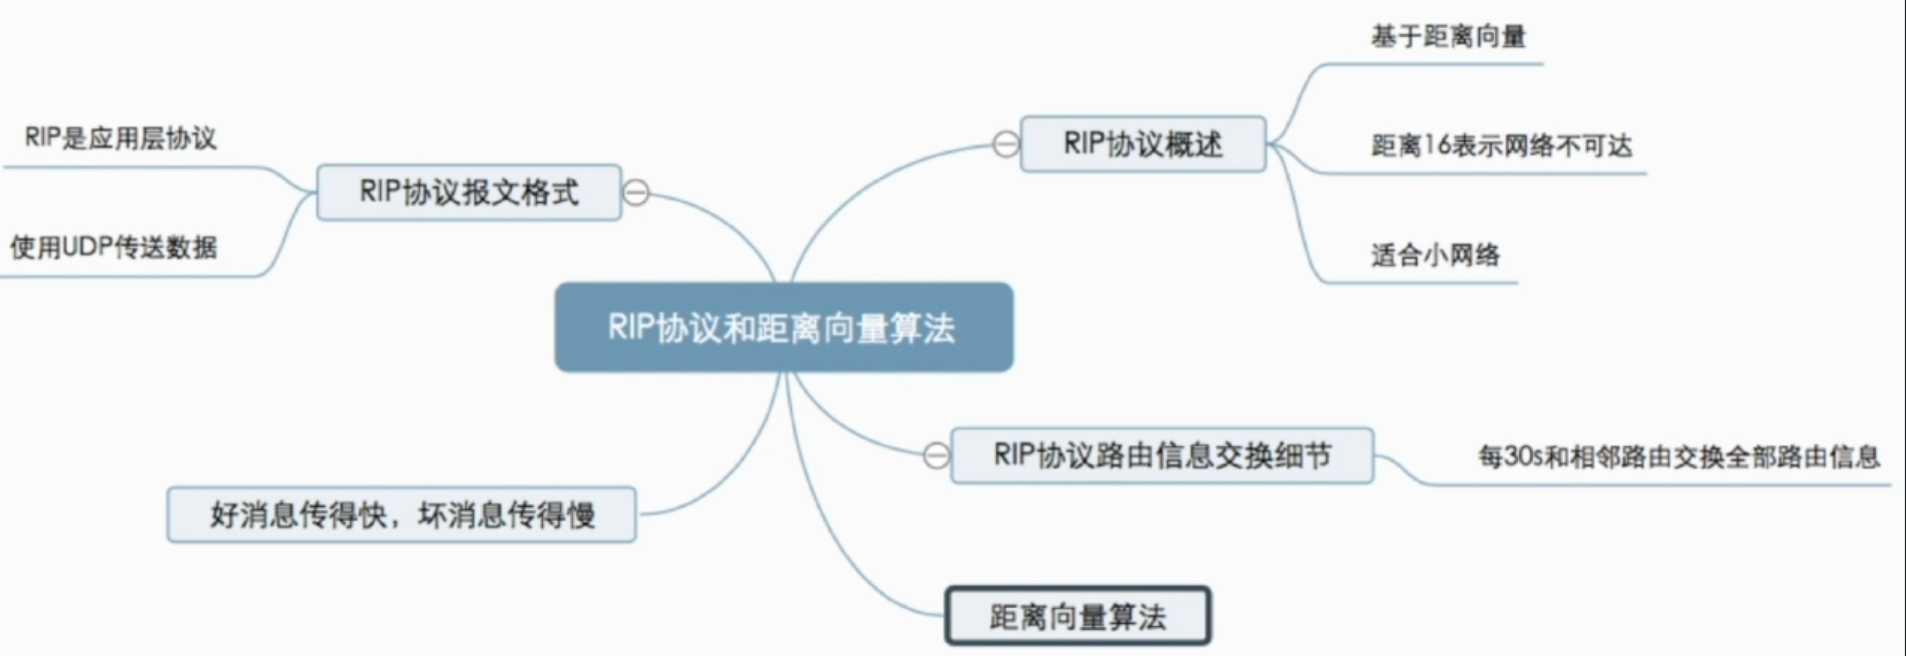 基于距离向量
RIP是应用层协议
RIP协议概述
距离16表示网络不可达
RIP协议报文格式
使用UDP传送数据
适合小网络
RIP协议和距离向量算法
RIP协议路由信息交换细节
每30s和相邻路由交换全部路由信息
好消息传得快，坏消息传得慢
距离向量算法